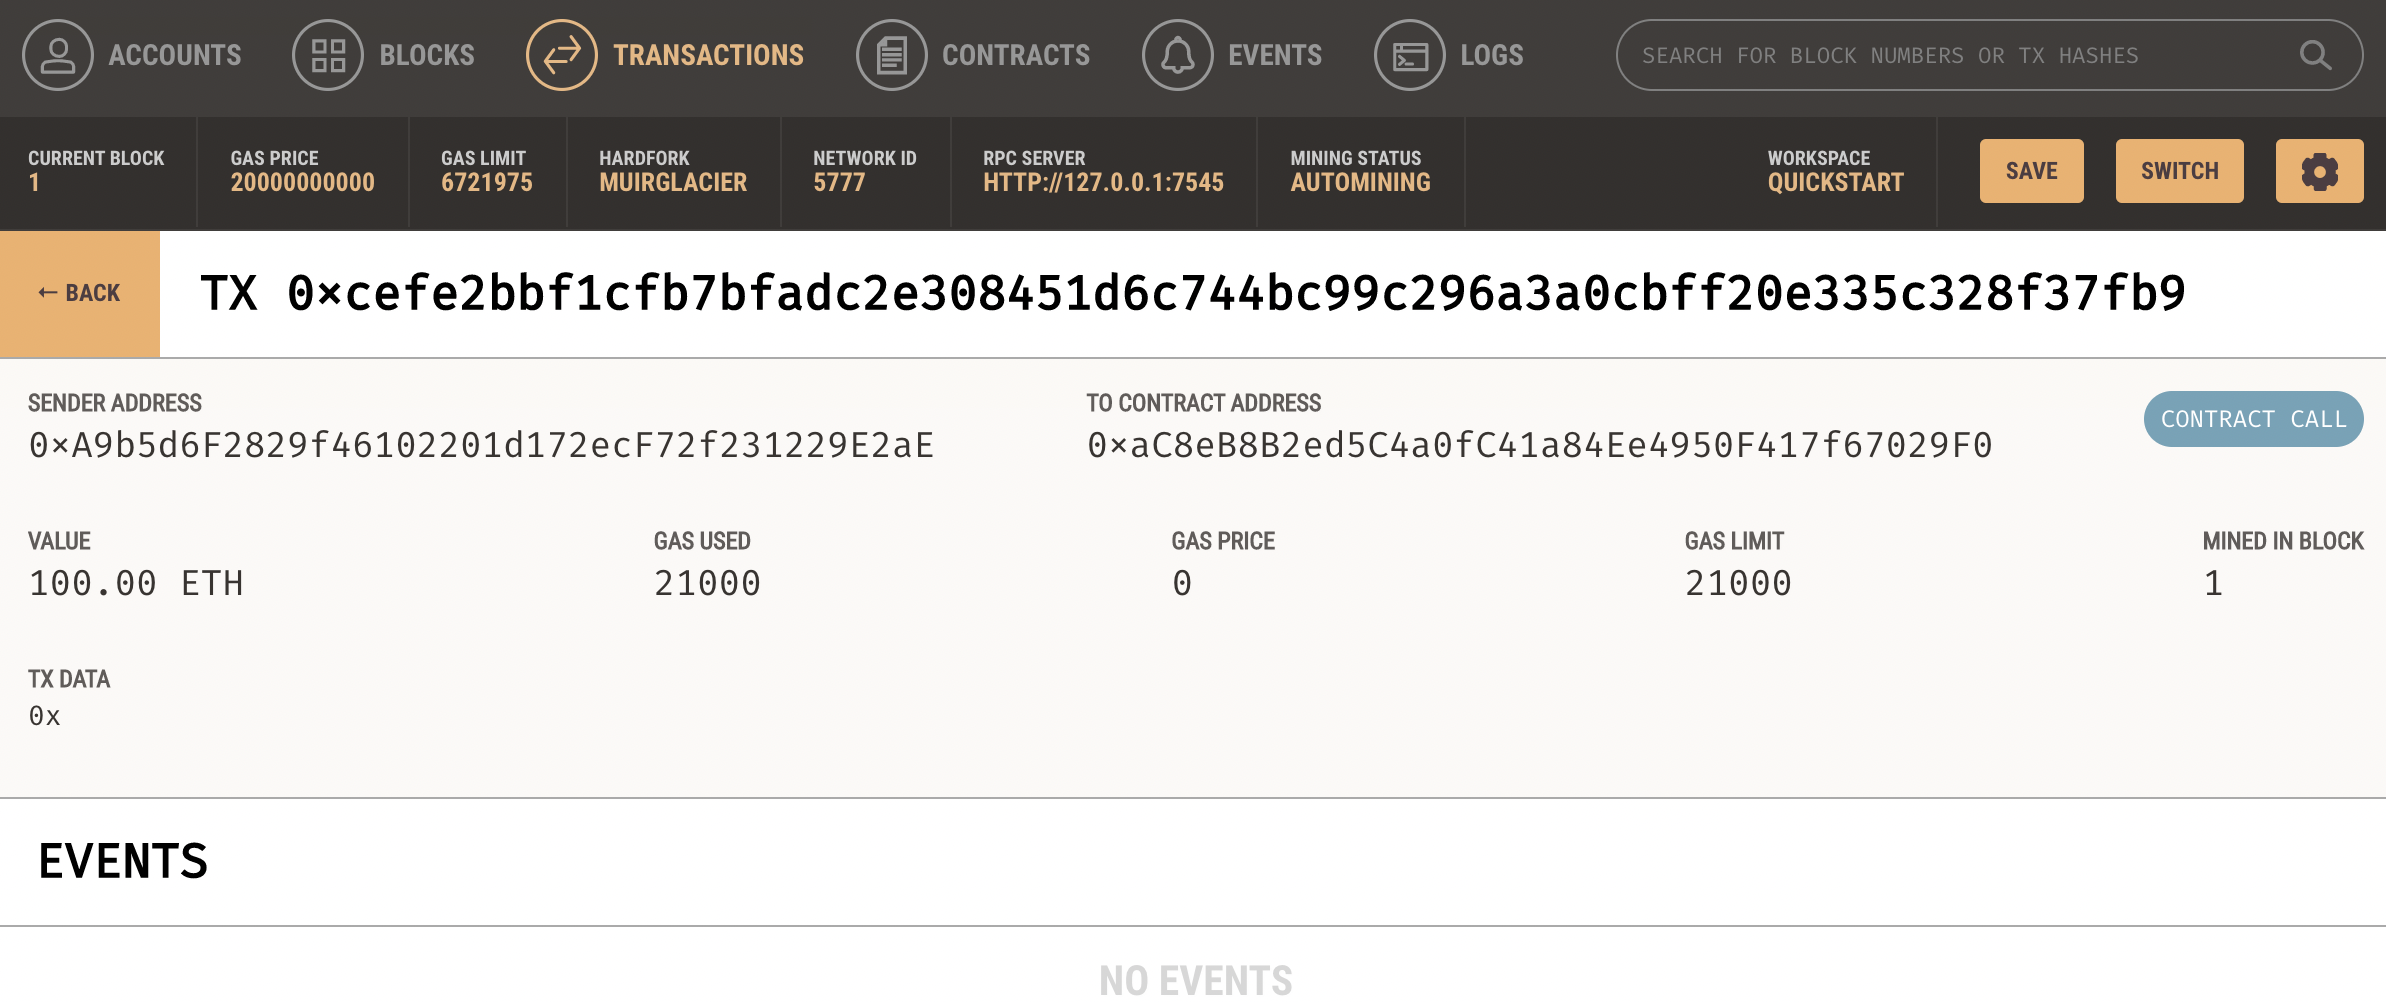 ACCOUNTS BLOCKS TRANSACTIONS CONTRACTS EVENTS LOGS SEARCH FOR BLOCK NUMBERS OR TX HASHES
CURRENT BLOCK GAS PRICE GAS LIMIT HARDFORK NETWORK ID RPC SERVER MINING STATUS WORKSPACE
1 20000000000 6721975 MUIRGLACIER 5777 HTTP://127.0.0.1:7545 AUTOMINING QUICKSTART SAVE SWITCH
← BACK TX 0×cefe2bbf1cfb7bfadc2e308451d6c744bc99c296a3a0cbff20e335c328f37fb9
SENDER ADDRESS TO CONTRACT ADDRESS
0×A9b5d6F2829f46102201d172ecF72f231229E2aE 0×aC8eB8B2ed5C4a0fC41a84Ee4950F417f67029F0 CONTRACT CALL
VALUE GAS USED GAS PRICE GAS LIMIT MINED IN BLOCK
100.00 ETH 21000 0 21000 1
TX DATA
0x
EVENTS
NO EVENTS